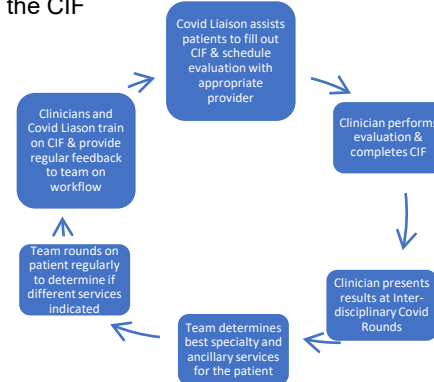 the CIF
Covid Liaison assists
patients to fill out
CIF & schedule
evaluation with
appropriate
provider
Clinician performs
evaluation &
completes CIF
Clinician presents
results at Inter-
disciplinary Covid
Rounds
Team determines
best specialty and
ancillary services
for the patient
Team rounds on
patient regularly
to determine if
different services
indicated
Clinicians and
Covid Liason train
on CIF & provide
regular feedback
to team on
workflow